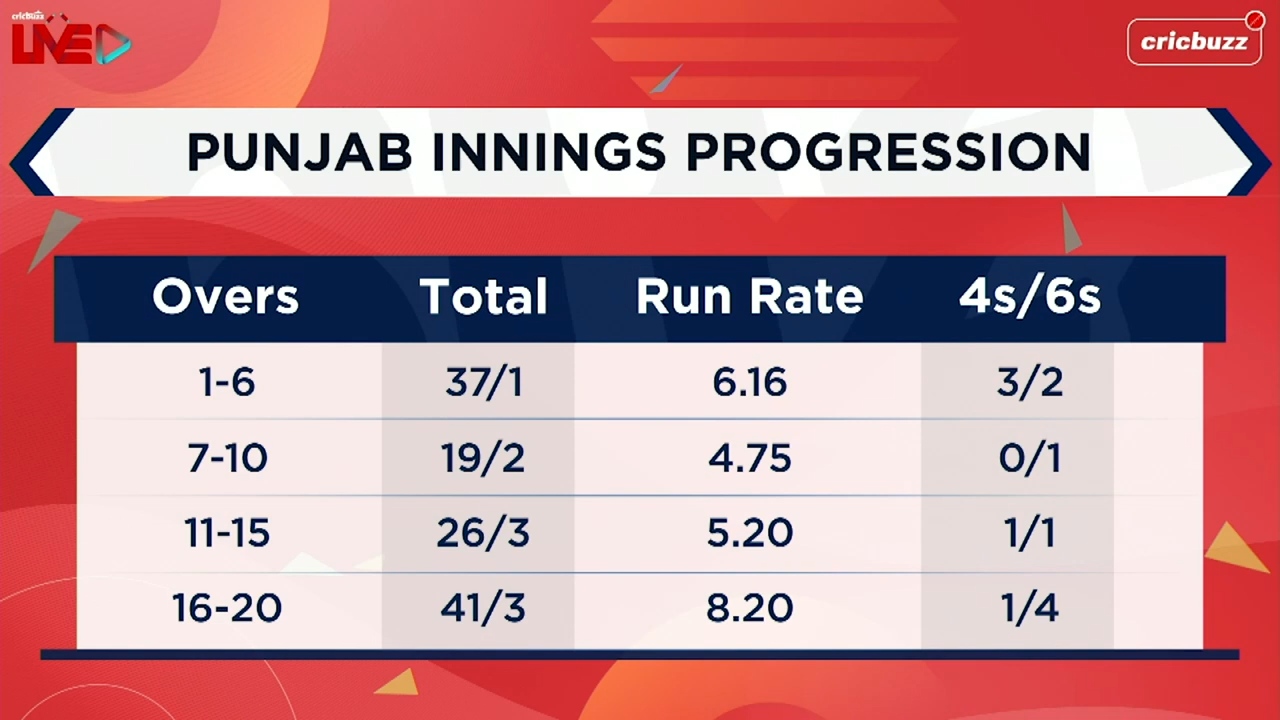 cricbuzz
LIVE
cricbuzz
PUNJAB INNINGS PROGRESSION
Overs Total Run Rate 4s/6s
1-6 37/1 6.16 3/2
7-10 19/2 4.75 0/1
11-15 26/3 5.20 1/1
16-20 41/3 8.20 1/4